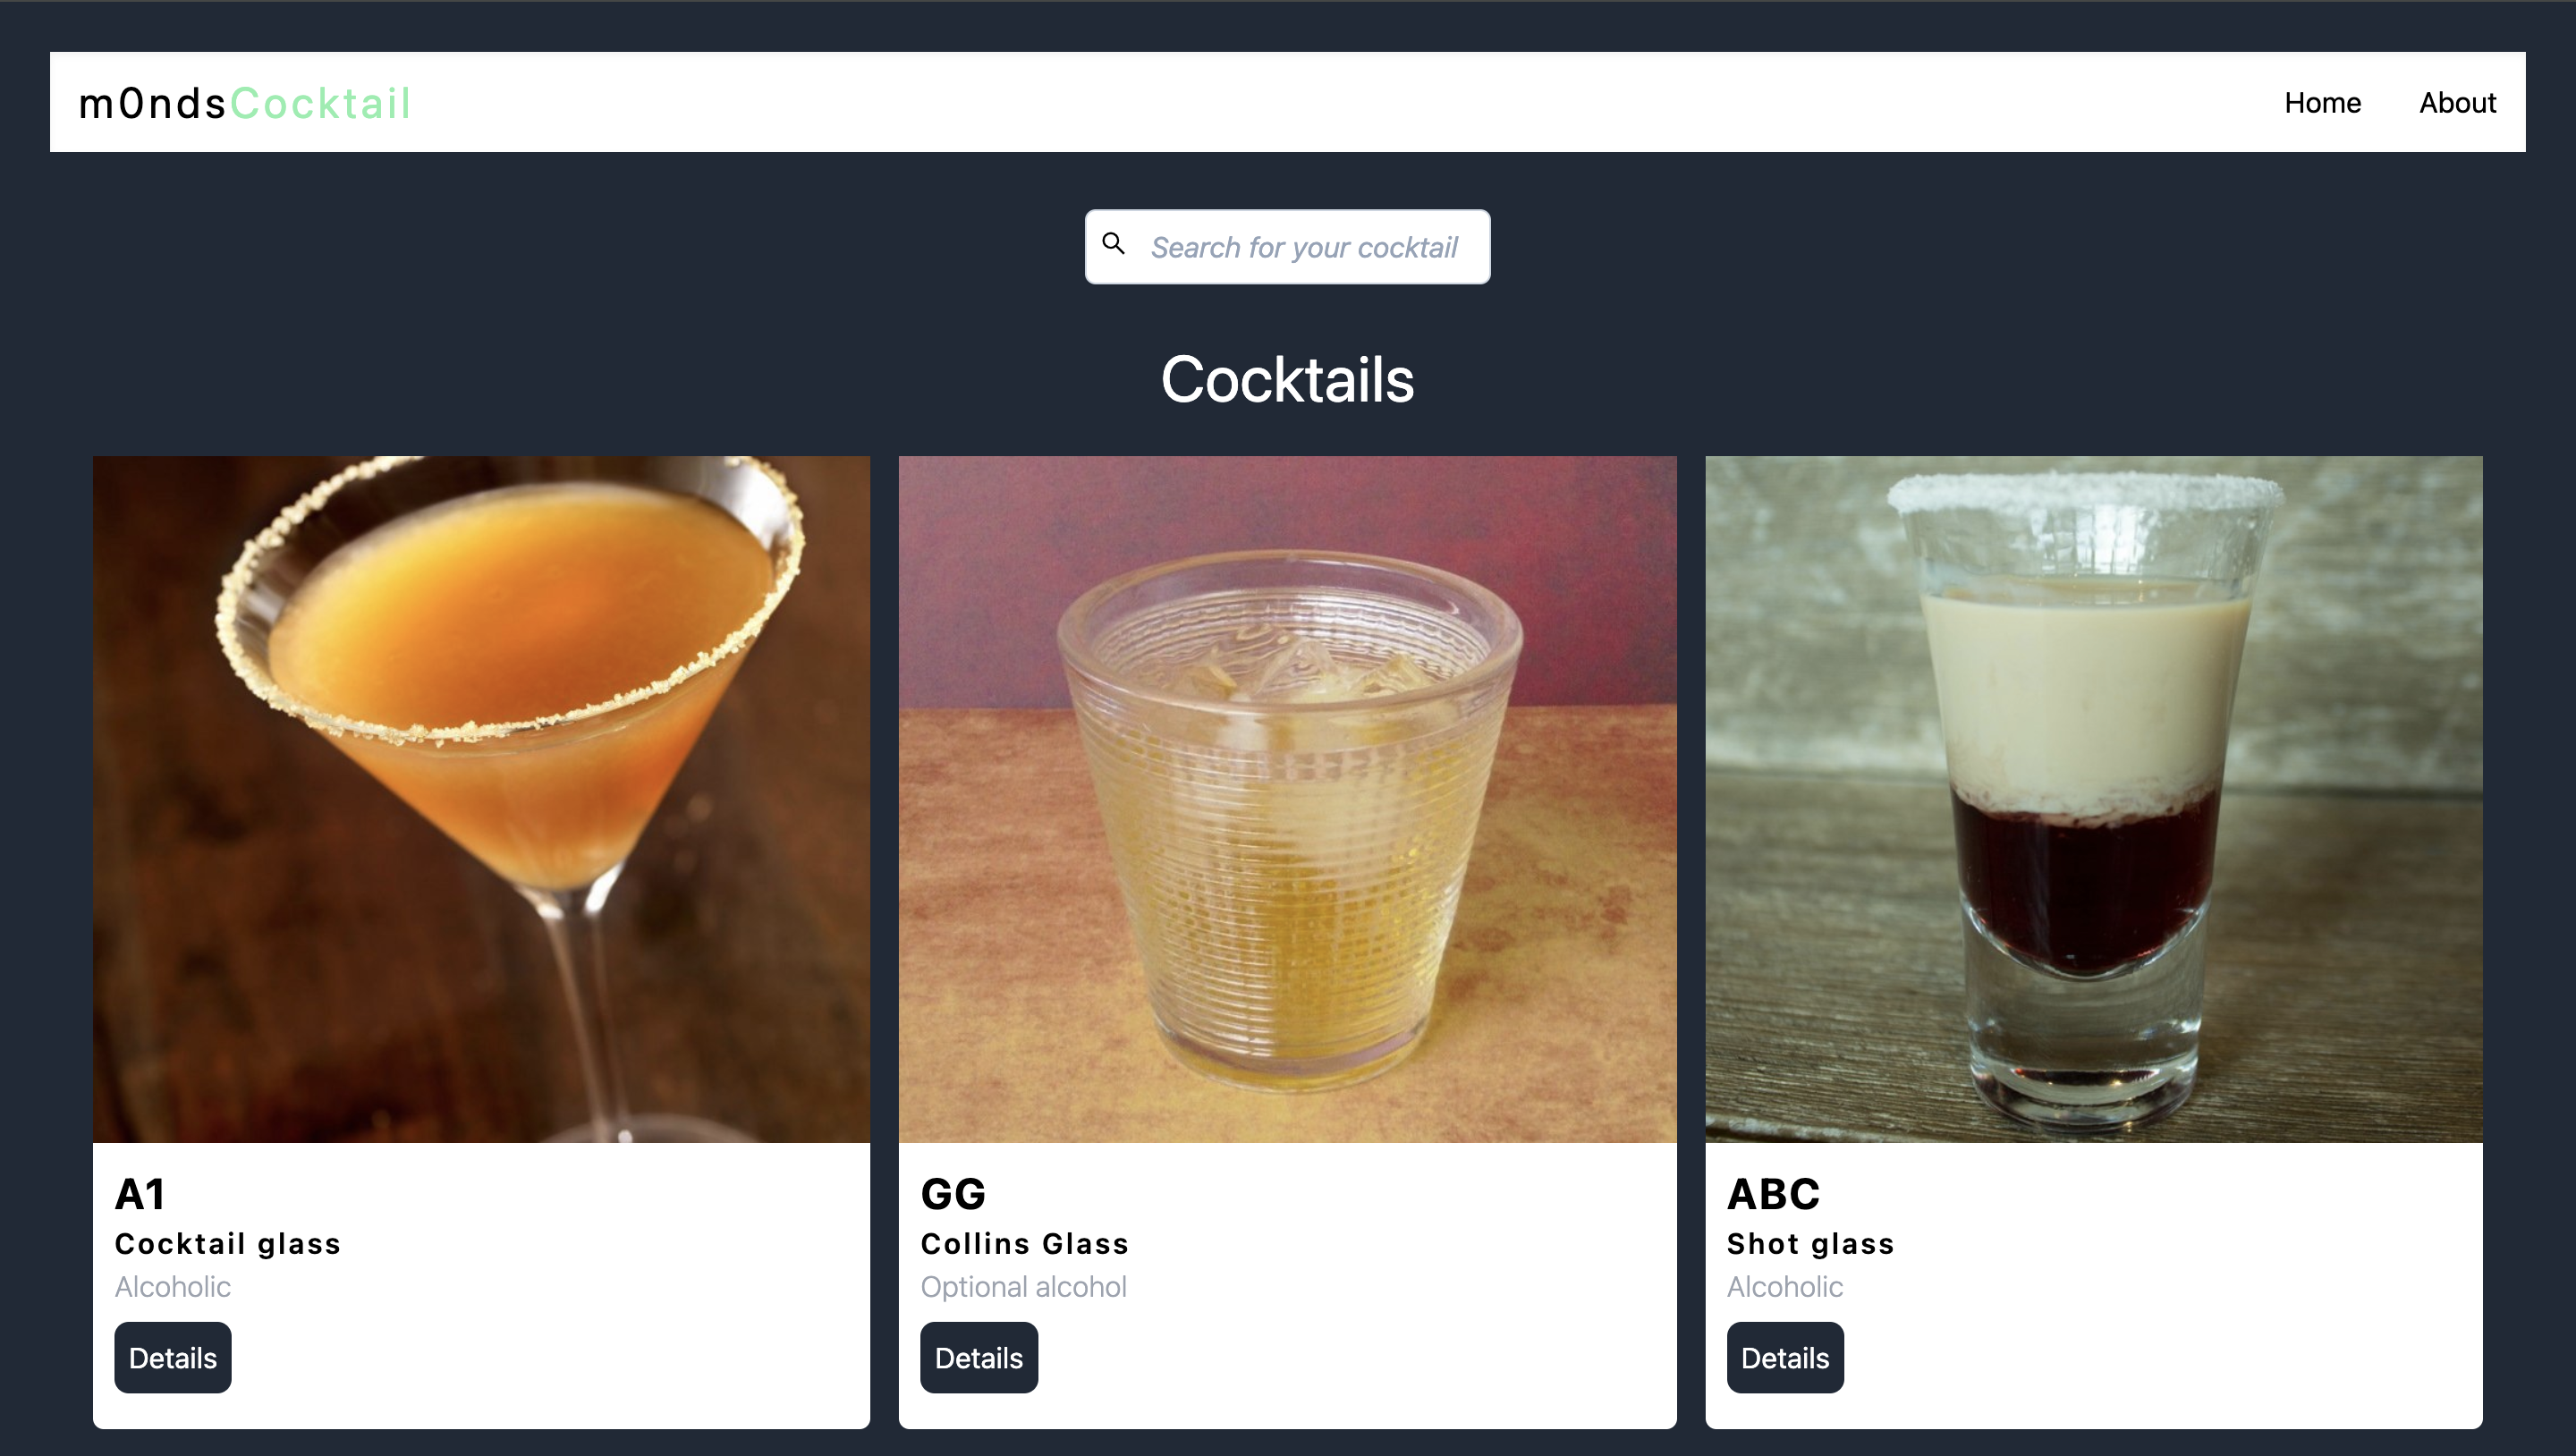 m0ndsCocktail
Home About
Search for your cocktail
Cocktails
A1
Cocktail glass
Alcoholic
Details
GG
Collins Glass
Optional alcohol
Details
ABC
Shot glass
Alcoholic
Details